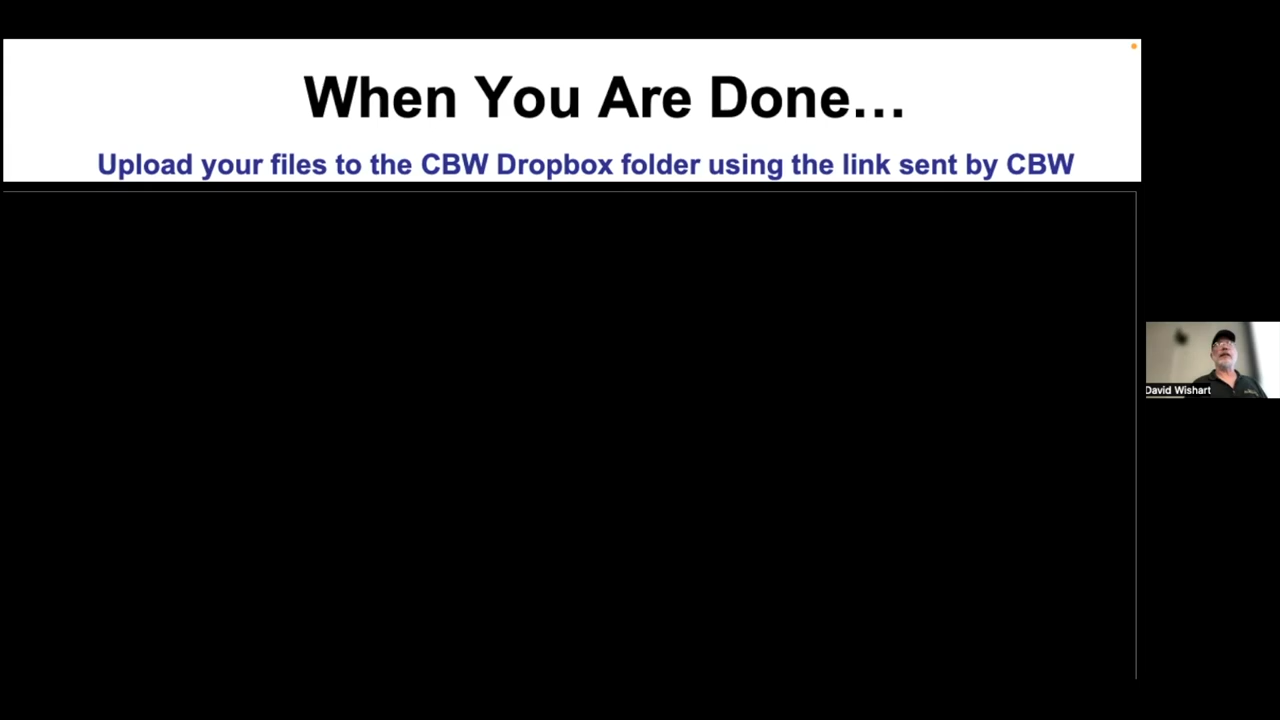 When You Are Done...
Upload your files to the CBW Dropbox folder using the link sent by CBW
David Wishart